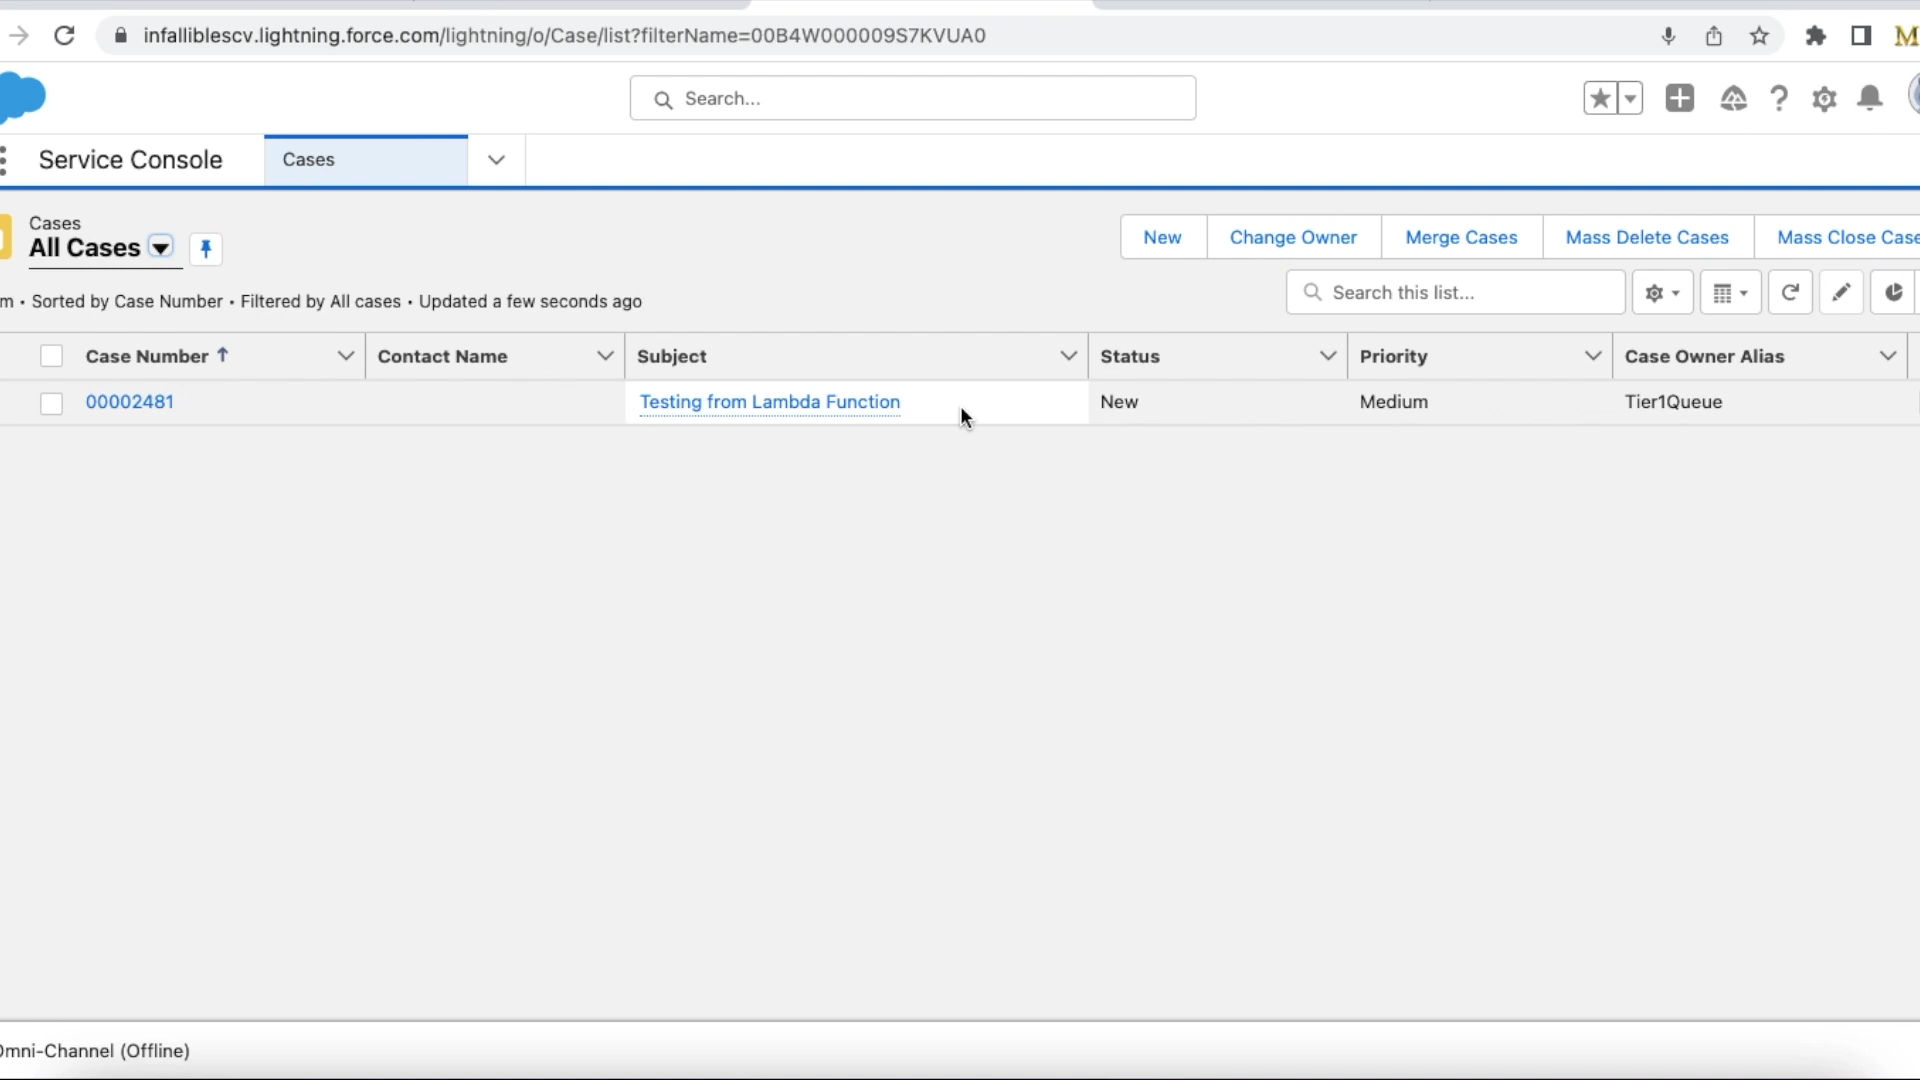 infalliblescv.lightning.force.com/lightning/o/Case/list?filterName=00B4W000009S7KVUA0
Search...
Service Console
Cases
Cases
All Cases
New
Change Owner
Merge Cases
Mass Delete Cases
Mass Close Case
m • Sorted by Case Number • Filtered by All cases • Updated a few seconds ago
Search this list...
Case Number
Contact Name
Subject
Status
Priority
Case Owner Alias
00002481
Testing from Lambda Function
New
Medium
Tier1Queue
Omni-Channel (Offline)